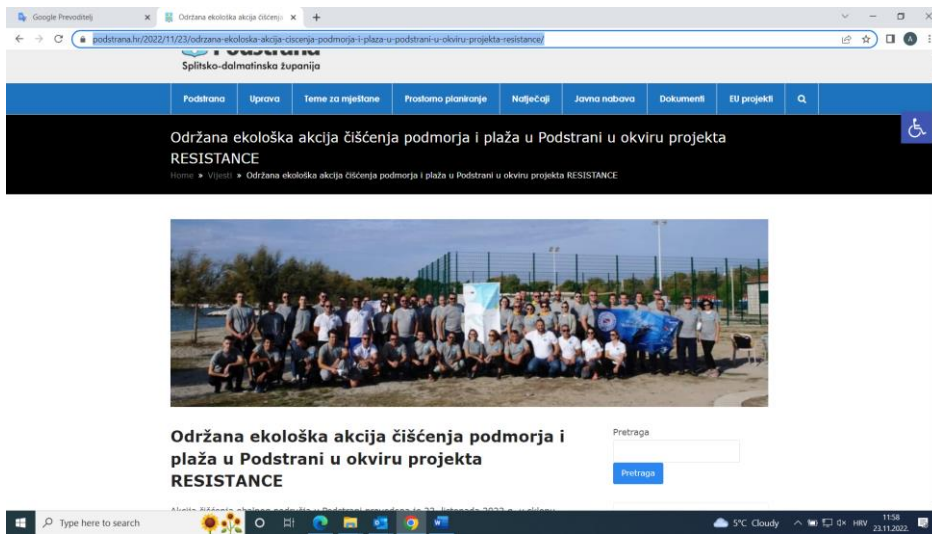 Google Prevoditelj
Održana ekološka akcija čišćenja
podstrana.hr/2022/11/23/odrzana-ekoloska-akcija-ciscenja-podmorja-i-plaza-u-podstrani-u-okviru-projekta-resistance/
Podstrana
Splitsko-dalmatinska županija
Podstrana Uprava Teme za mještane Prostorno planiranje Natječaji Javna nabava Dokumenti EU projekti
Održana ekološka akcija čišćenja podmorja i plaža u Podstrani u okviru projekta
RESISTANCE
Home » Vijesti » Održana ekološka akcija čišćenja podmorja i plaža u Podstrani u okviru projekta RESISTANCE
Održana ekološka akcija čišćenja podmorja i
plaža u Podstrani u okviru projekta
RESISTANCE
Pretraga
Pretraga
Type here to search
5°C Cloudy
HRV
11:58
23.11.2022.